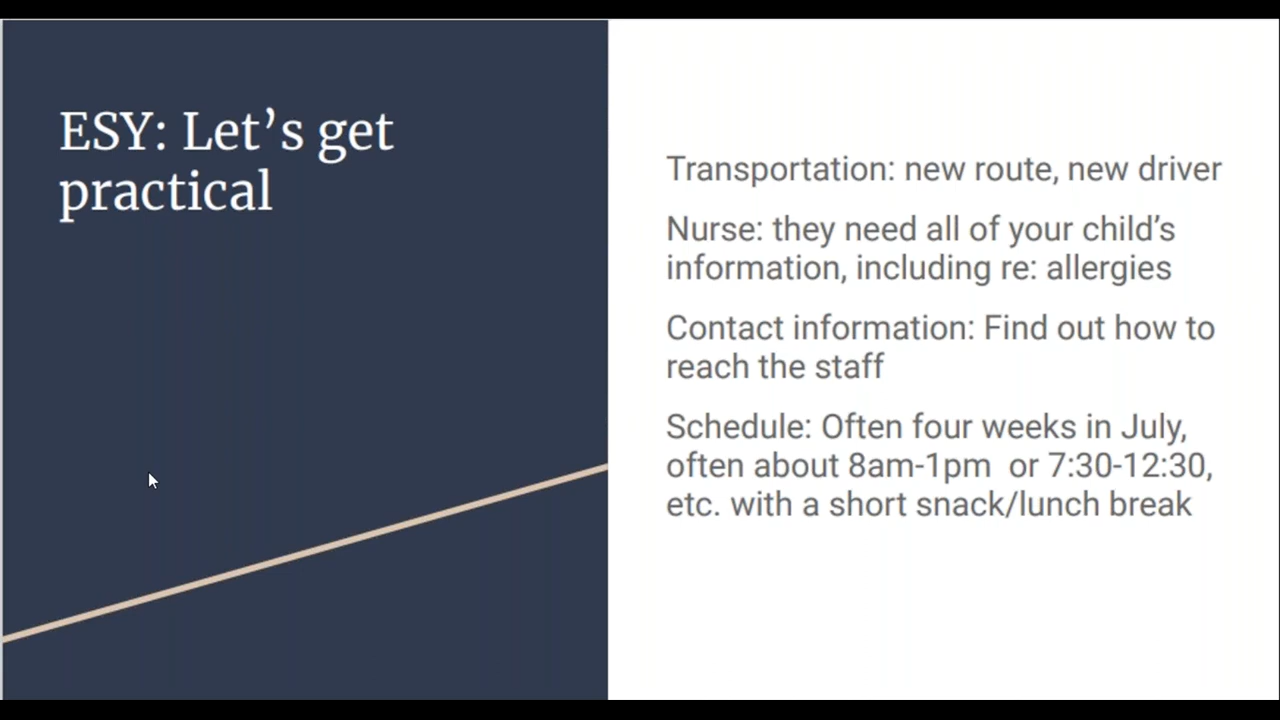 ESY: Let’s get
practical
Transportation: new route, new driver
Nurse: they need all of your child’s
information, including re: allergies
Contact information: Find out how to
reach the staff
Schedule: Often four weeks in July,
often about 8am-1pm  or 7:30-12:30,
etc. with a short snack/lunch break